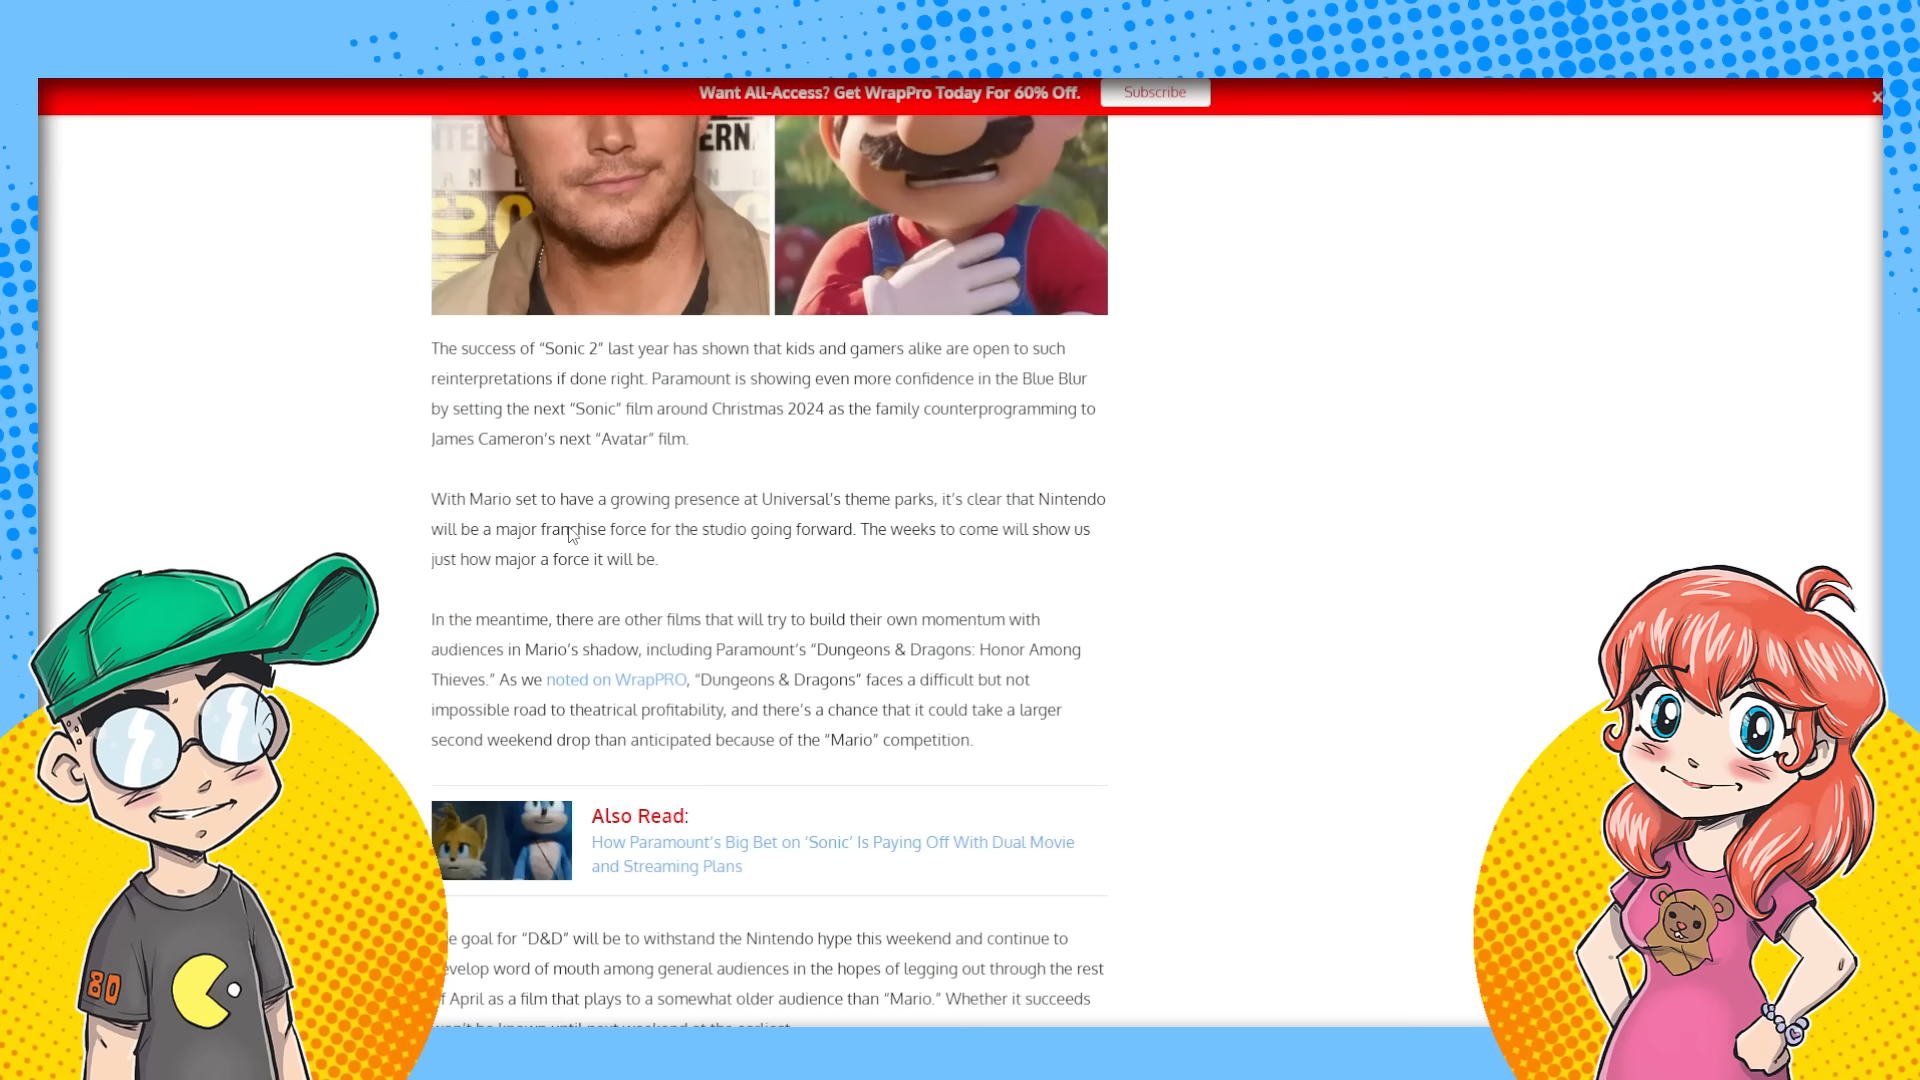 Want All-Access? Get WrapPro Today For 60% Off.
Subscribe
ERN
The success of “Sonic 2” last year has shown that kids and gamers alike are open to such
reinterpretations if done right. Paramount is showing even more confidence in the Blue Blur
by setting the next “Sonic” film around Christmas 2024 as the family counterprogramming to
James Cameron’s next “Avatar” film.
With Mario set to have a growing presence at Universal’s theme parks, it’s clear that Nintendo
will be a major franchise force for the studio going forward. The weeks to come will show us
just how major a force it will be.
In the meantime, there are other films that will try to build their own momentum with
audiences in Mario’s shadow, including Paramount’s “Dungeons & Dragons: Honor Among
Thieves.” As we noted on WrapPRO, “Dungeons & Dragons” faces a difficult but not
impossible road to theatrical profitability, and there’s a chance that it could take a larger
second weekend drop than anticipated because of the “Mario” competition.
Also Read:
How Paramount’s Big Bet on ‘Sonic’ Is Paying Off With Dual Movie
and Streaming Plans
e goal for “D&D” will be to withstand the Nintendo hype this weekend and continue to
evelop word of mouth among general audiences in the hopes of legging out through the rest
f April as a film that plays to a somewhat older audience than “Mario.” Whether it succeeds
80